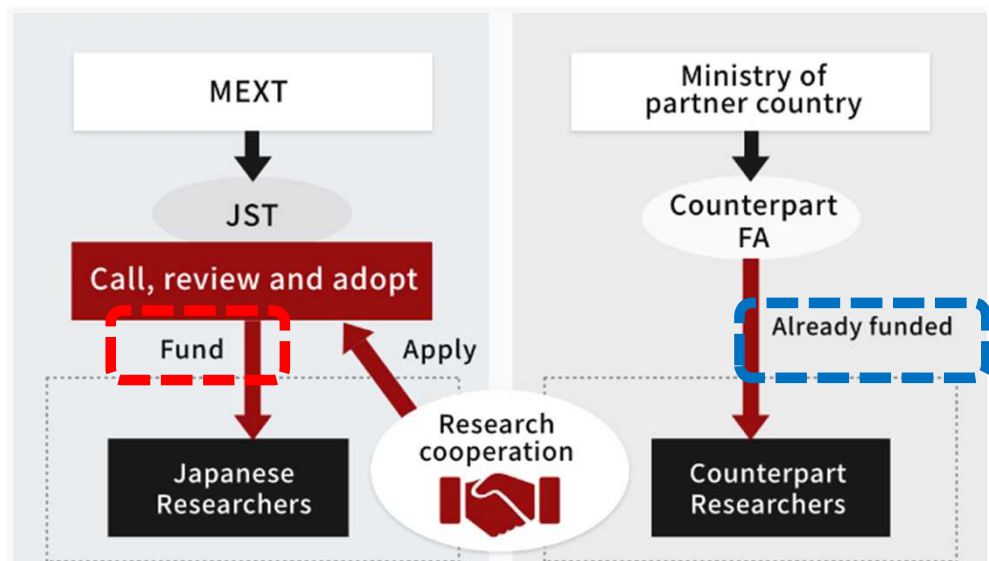 MEXT
JST
Call, review and adopt
Fund
Apply
Japanese
Researchers
Research
cooperation
Ministry of
partner country
Counterpart
FA
Already funded
Counterpart
Researchers